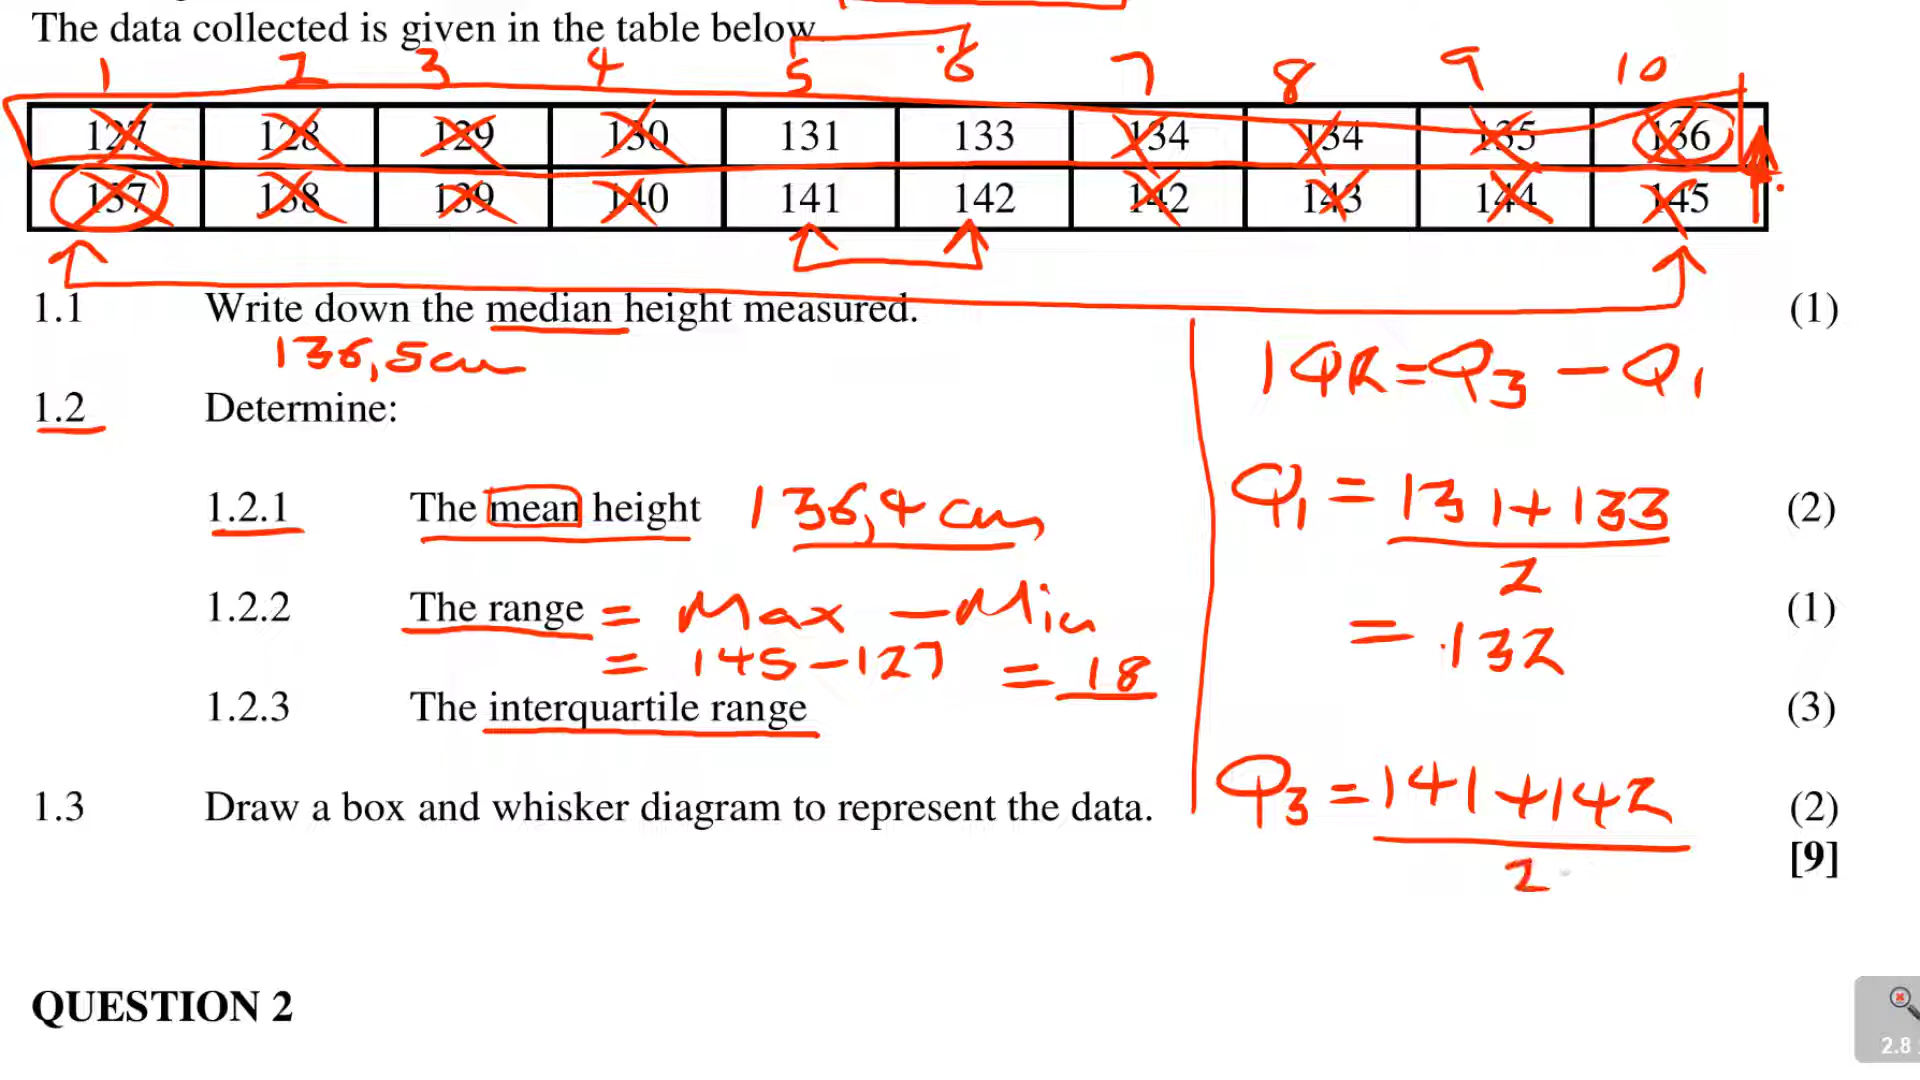 The data collected is given in the table below.
1 2 3 4 5 6 7 8 9 10
127 128 129 130 131 133 134 134 135 136
137 138 139 140 141 142 142 143 144 145
1.1 Write down the median height measured. (1)
136,5cm
IQR = Q3 - Q1
1.2 Determine:
1.2.1 The mean height 136,4 cm (2)
Q1 = 131+133
2
= 132
1.2.2 The range = Max - Min (1)
= 145-127 = 18
1.2.3 The interquartile range (3)
Q3 = 141+142
2
1.3 Draw a box and whisker diagram to represent the data. (2)
[9]
QUESTION 2
2.8